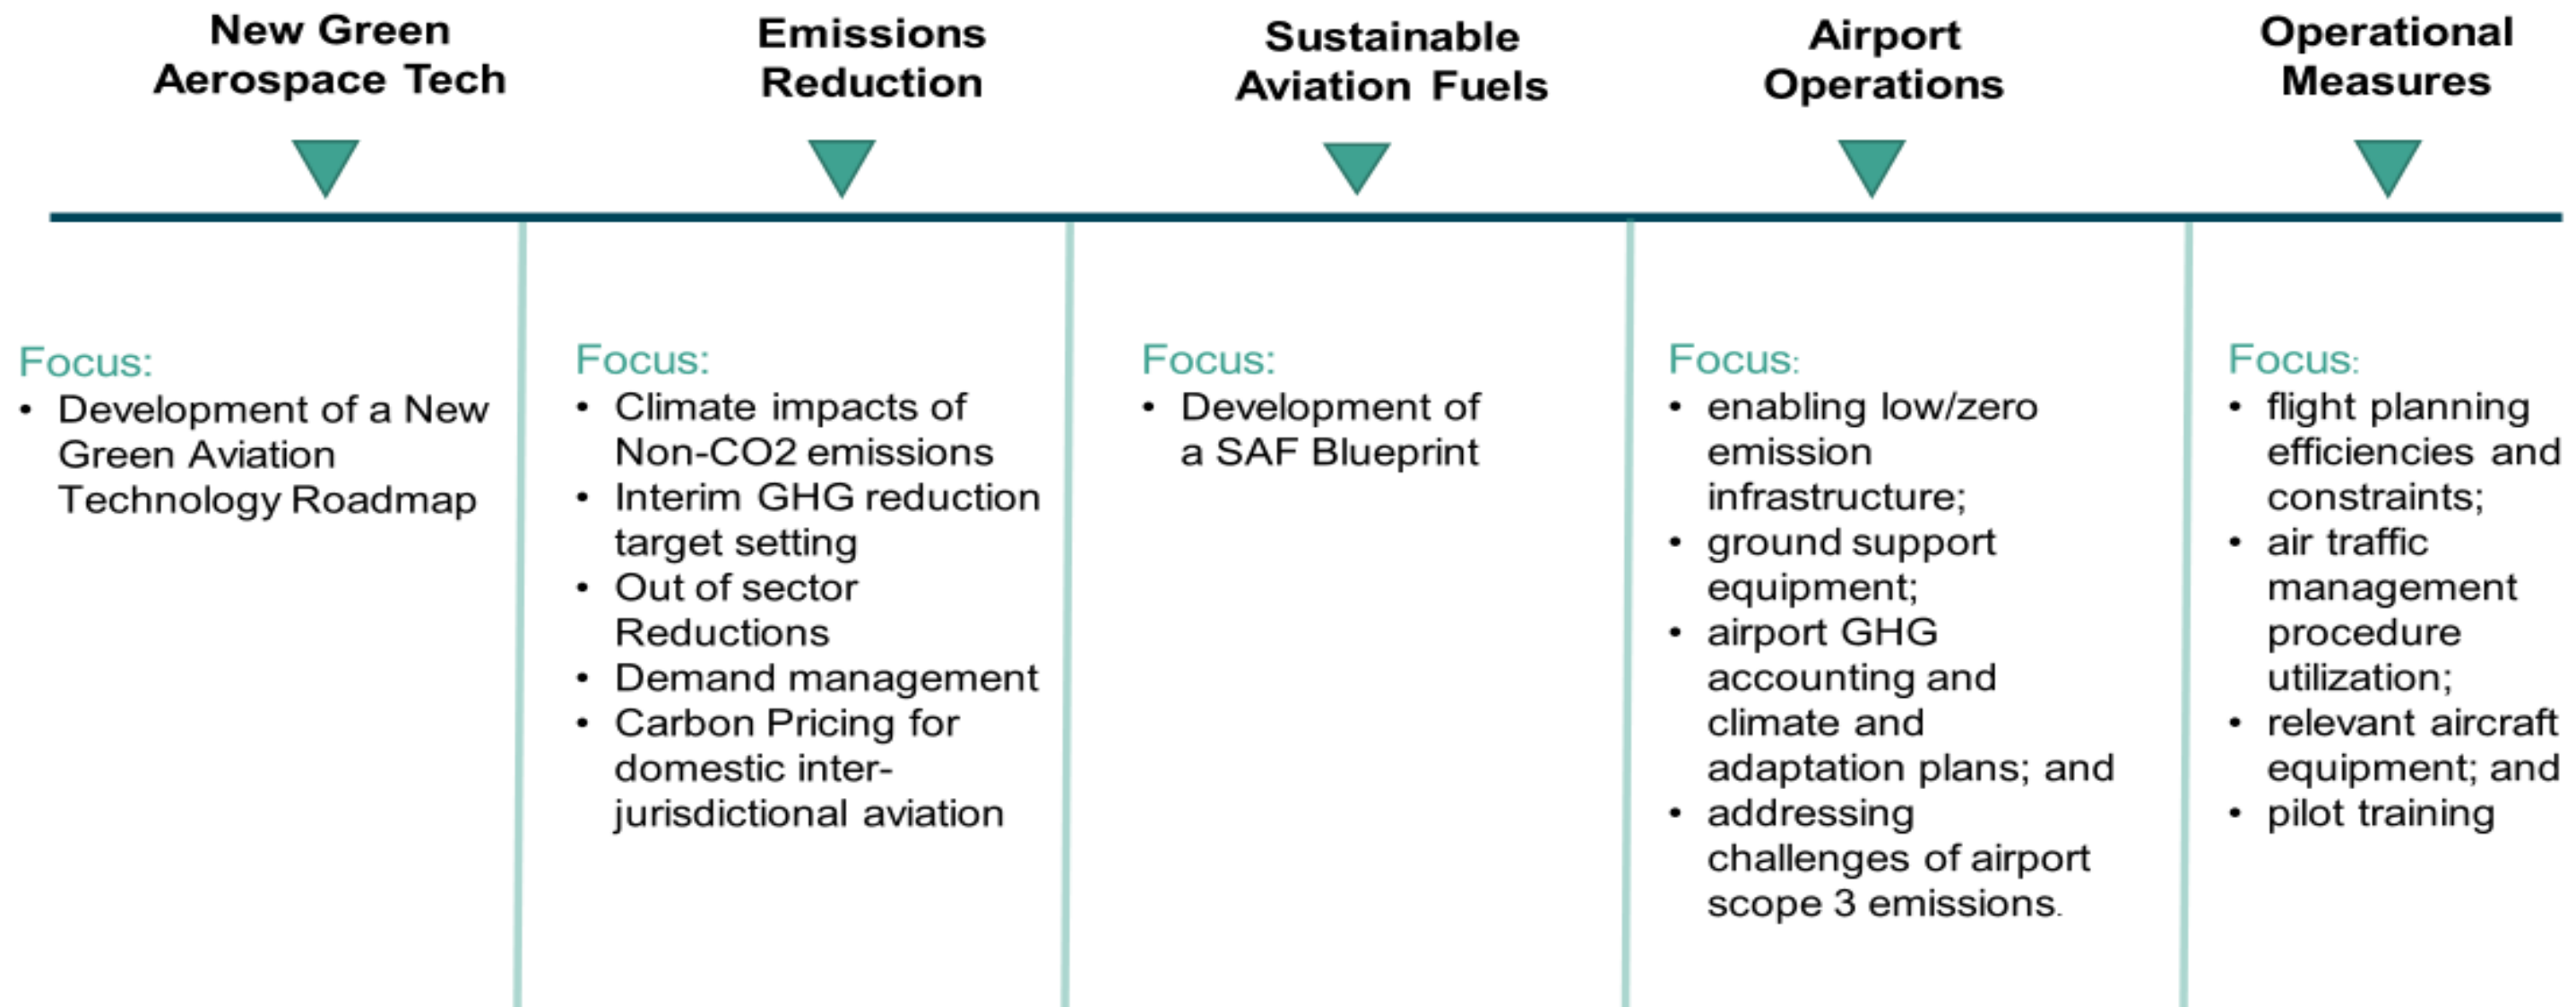 New Green
Aerospace Tech
Emissions
Reduction
Sustainable
Aviation Fuels
Airport
Operations
Operational
Measures
Focus:
• Development of a New
Green Aviation
Technology Roadmap
Focus:
• Climate impacts of
Non-CO2 emissions
• Interim GHG reduction
target setting
• Out of sector
Reductions
• Demand management
• Carbon Pricing for
domestic inter-
jurisdictional aviation
Focus:
• Development of
a SAF Blueprint
Focus:
• enabling low/zero
emission
infrastructure;
• ground support
equipment;
• airport GHG
accounting and
climate and
adaptation plans; and
• addressing
challenges of airport
scope 3 emissions.
Focus:
• flight planning
efficiencies and
constraints;
• air traffic
management
procedure
utilization;
• relevant aircraft
equipment; and
• pilot training